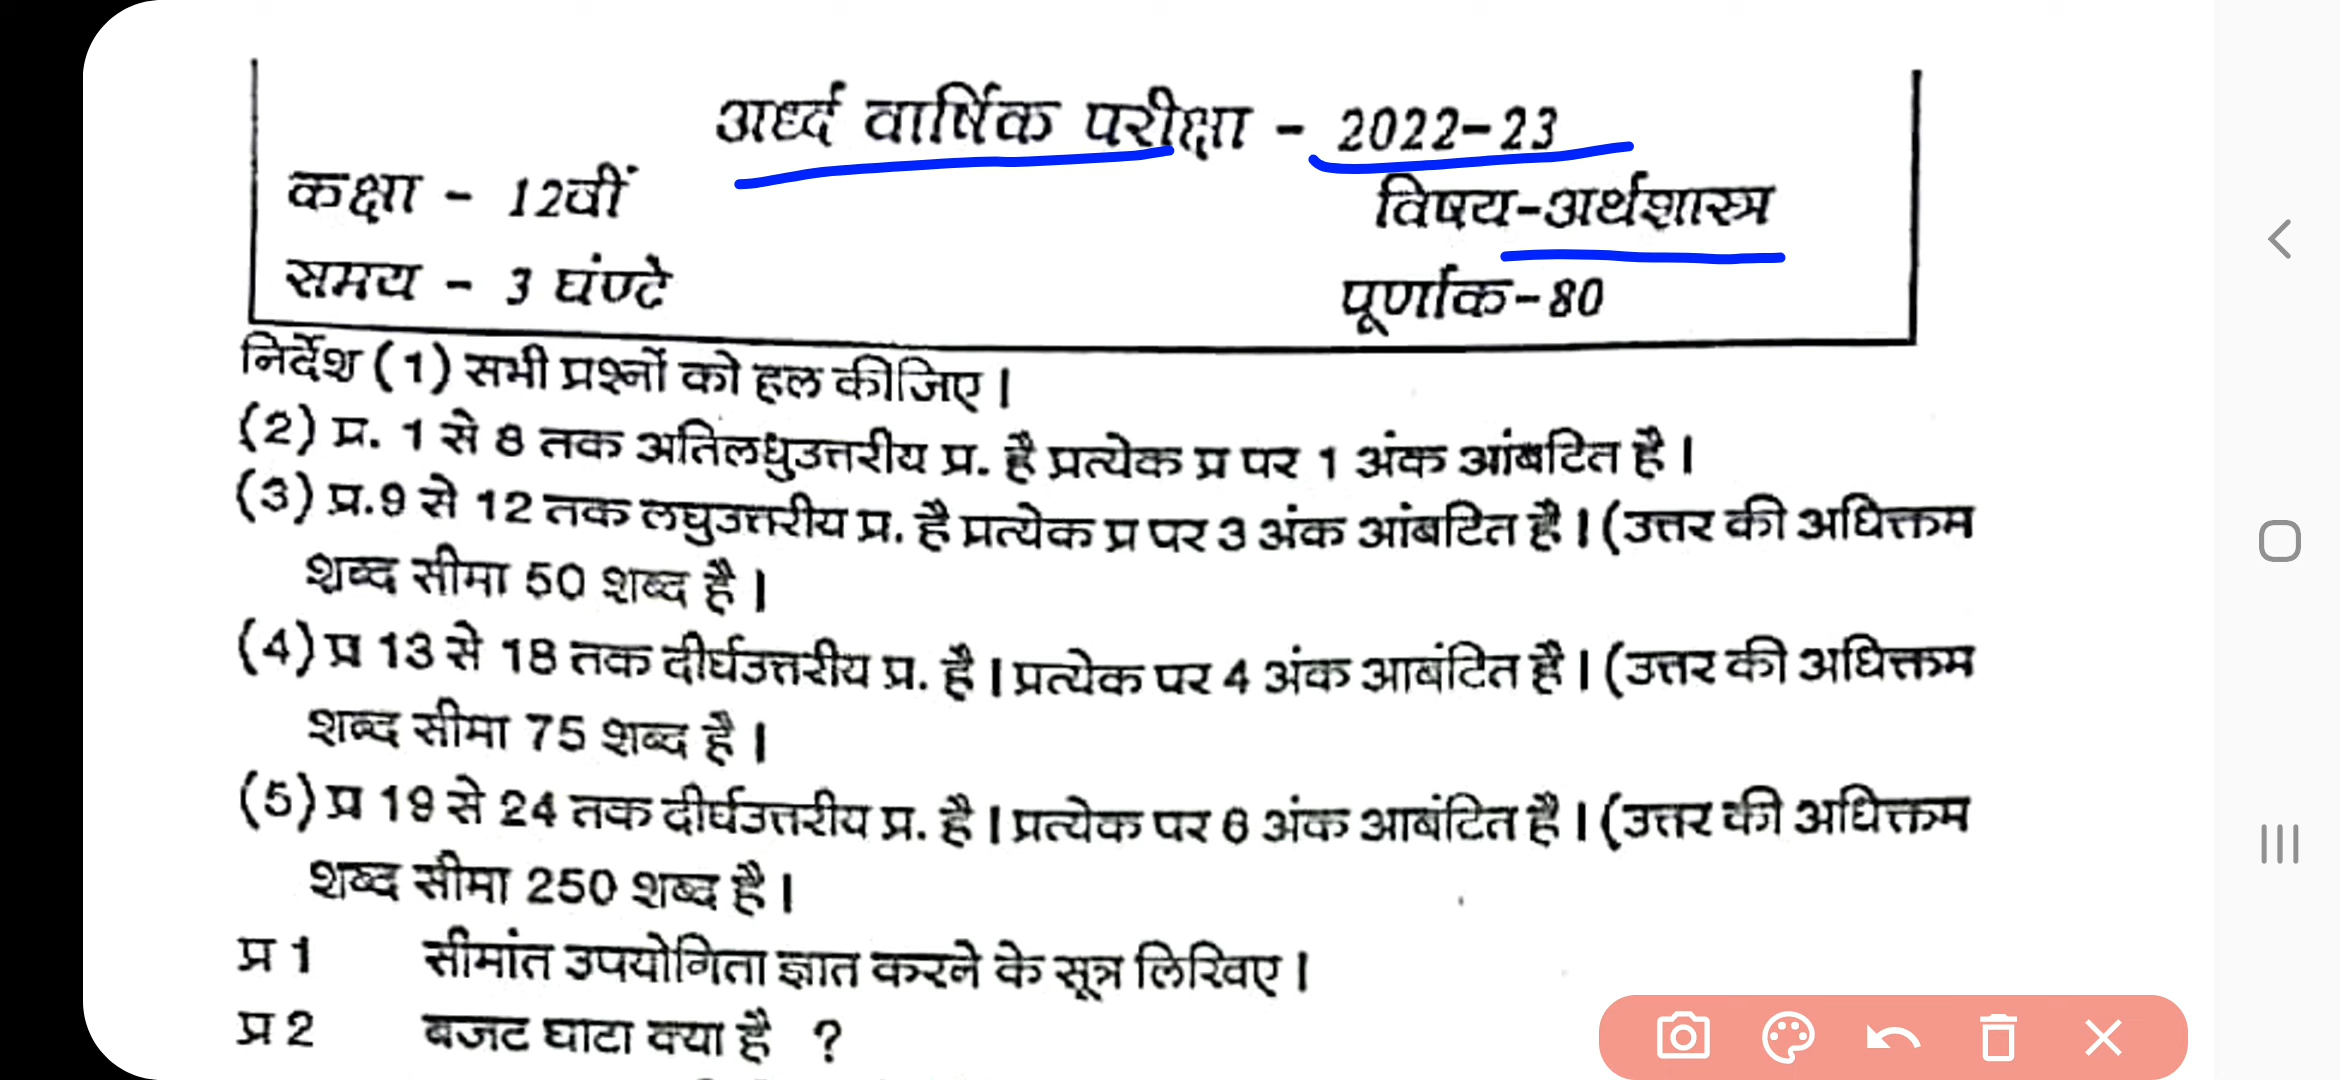 अर्ध्द वार्षिक परीक्षा - 2022-23
कक्षा - 12वीं विषय-अर्थशास्त्र
समय - 3 घंण्टे पूर्णाक-80
निर्देश (1) सभी प्रश्नों को हल कीजिए।
(2) प्र. 1 से 8 तक अतिलधुउत्तरीय प्र. है प्रत्येक प्र पर 1 अंक आंबटित है।
(3) प्र.9 से 12 तक लघुउत्तरीय प्र. है प्रत्येक प्र पर 3 अंक आंबटित है। (उत्तर की अधिक्तम
शब्द सीमा 50 शब्द है।
(4) प्र 13 से 18 तक दीर्घउत्तरीय प्र. है। प्रत्येक पर 4 अंक आबंटित है। (उत्तर की अधिक्तम
शब्द सीमा 75 शब्द है।
(5) प्र 19 से 24 तक दीर्घउत्तरीय प्र. है। प्रत्येक पर 6 अंक आबंटित है। (उत्तर की अधिक्तम
शब्द सीमा 250 शब्द है।
प्र 1 सीमांत उपयोगिता ज्ञात करने के सूत्र लिखिए।
प्र 2 बजट घाटा क्या है ?